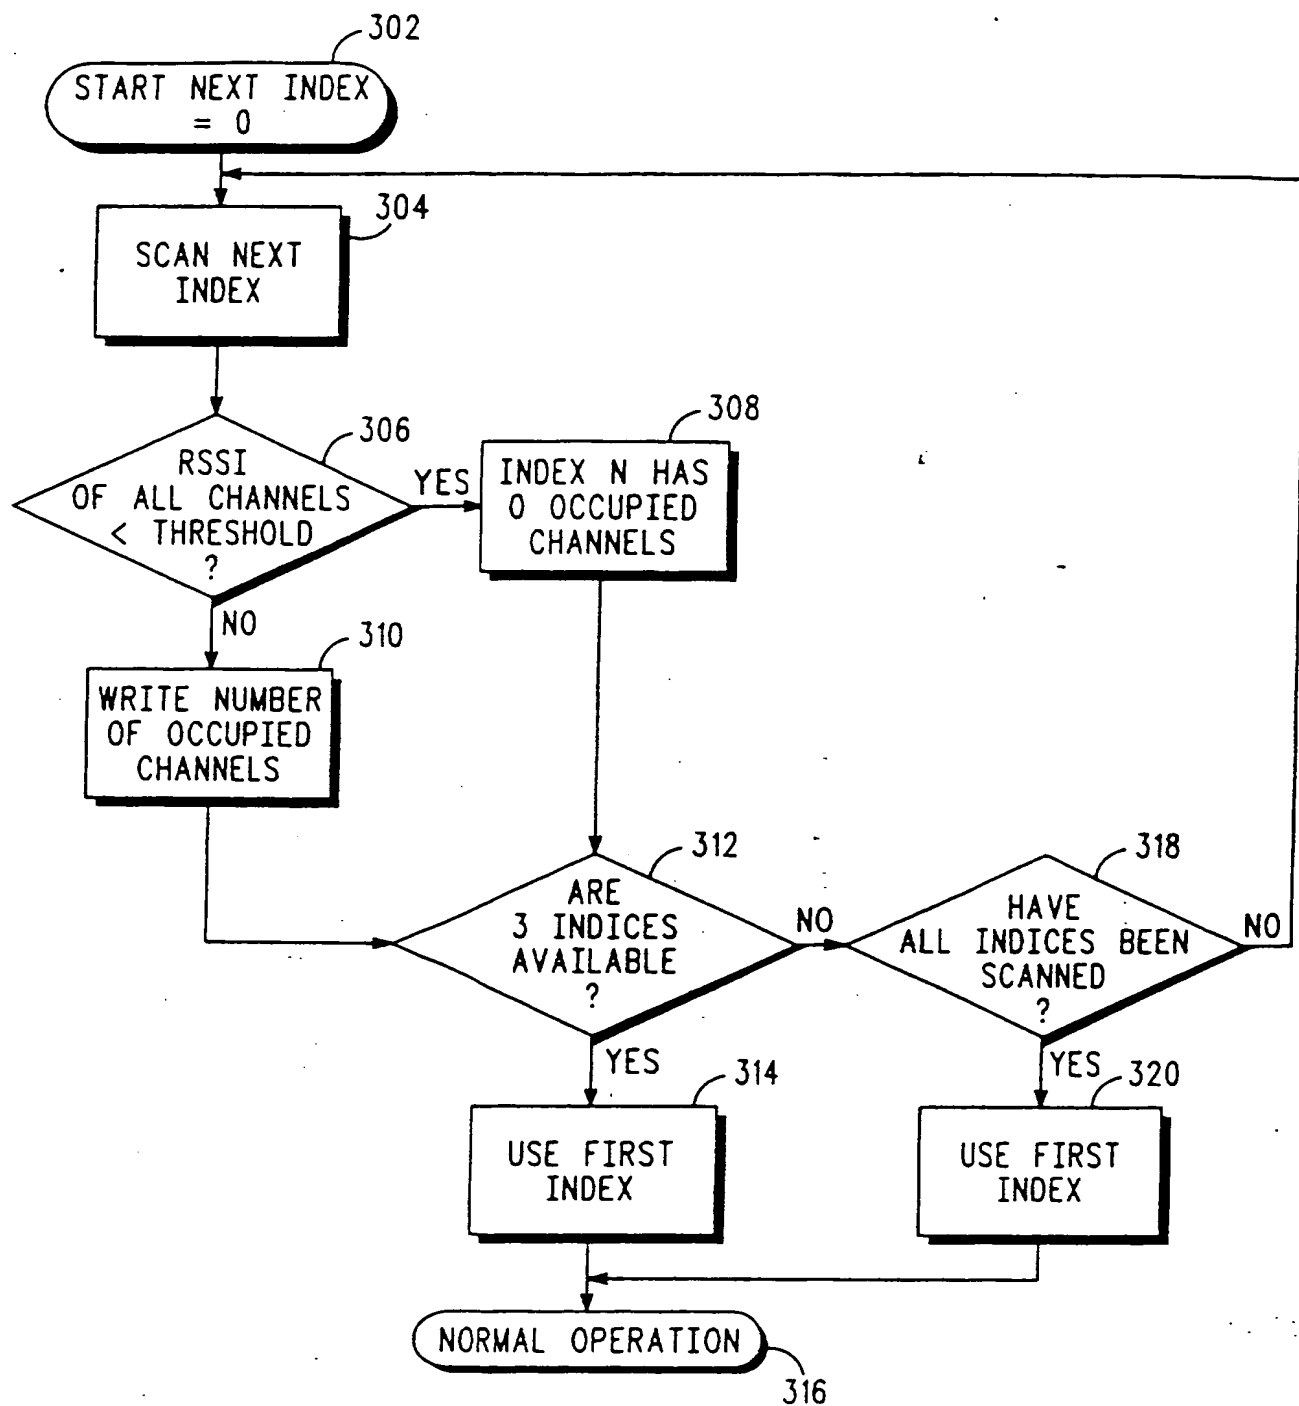 302
START NEXT INDEX
= 0
304
SCAN NEXT
INDEX
306
RSSI
OF ALL CHANNELS
< THRESHOLD
?
YES
308
INDEX N HAS
0 OCCUPIED
CHANNELS
NO
310
WRITE NUMBER
OF OCCUPIED
CHANNELS
312
ARE
3 INDICES
AVAILABLE
?
NO
318
HAVE
ALL INDICES BEEN
SCANNED
?
NO
YES
314
USE FIRST
INDEX
YES
320
USE FIRST
INDEX
NORMAL OPERATION
316